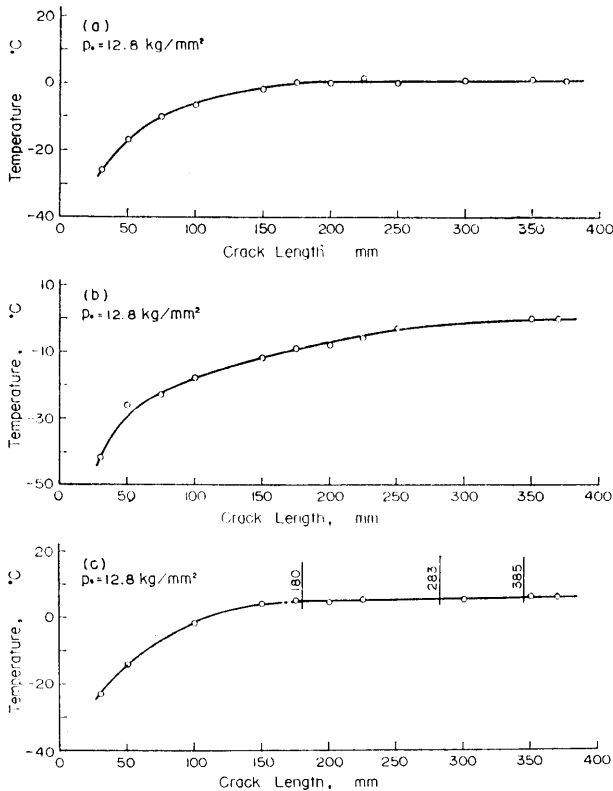 20
0
-20
-40
Temperature °C
(a)
p₀ = 12.8 kg/mm²
0 50 100 150 200 250 300 350 400
Crack Length, mm
10
-10
-30
-50
Temperature, °C
(b)
p₀ = 12.8 kg/mm²
0 50 100 150 200 250 300 350 400
Crack Length, mm
20
0
-20
-40
Temperature, °C
(c)
p₀ = 12.8 kg/mm²
180
283
385
0 50 100 150 200 250 300 350 400
Crack Length, mm